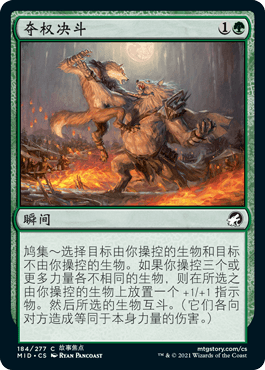 夺权决斗 1
瞬间
鸠集～选择目标由你操控的生物和目标
不由你操控的生物。如果你操控三个或
更多力量各不相同的生物，则在所选之
由你操控的生物上放置一个 +1/+1 指示
物。然后所选生物互斗。（它们各向
对方造成等同于本身力量的伤害。）
184/277 C 故事焦点
MID • CS RYAN PANCOAST
mtgstory.com/cs
™ & © 2021 Wizards of the Coast